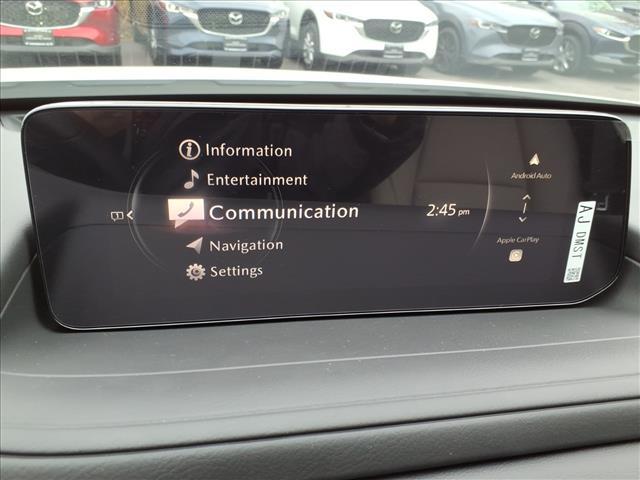 Information
Entertainment
Communication
2:45 pm
Navigation
Settings
Android Auto
Apple CarPlay
AJ DMST